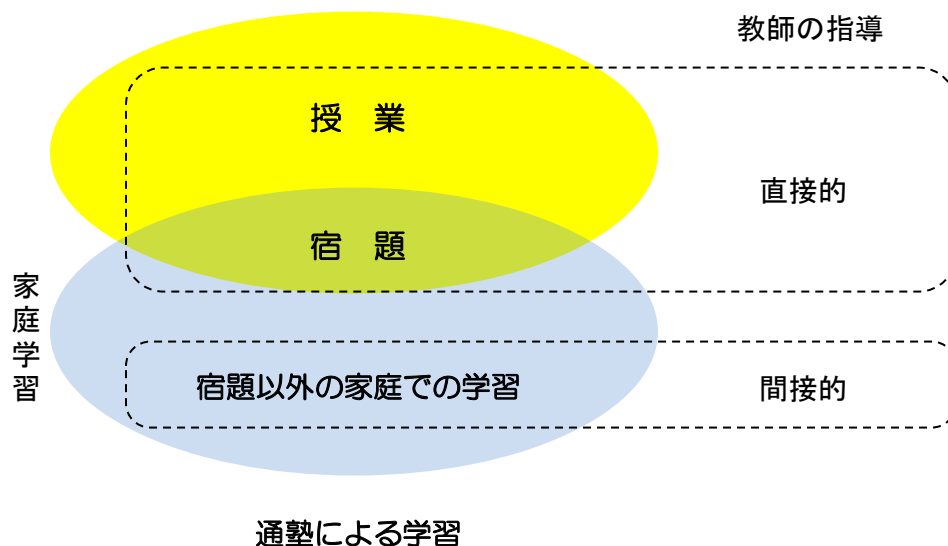 教師の指導
授　業
直接的
宿　題
家庭学習
宿題以外の家庭での学習
間接的
通塾による学習